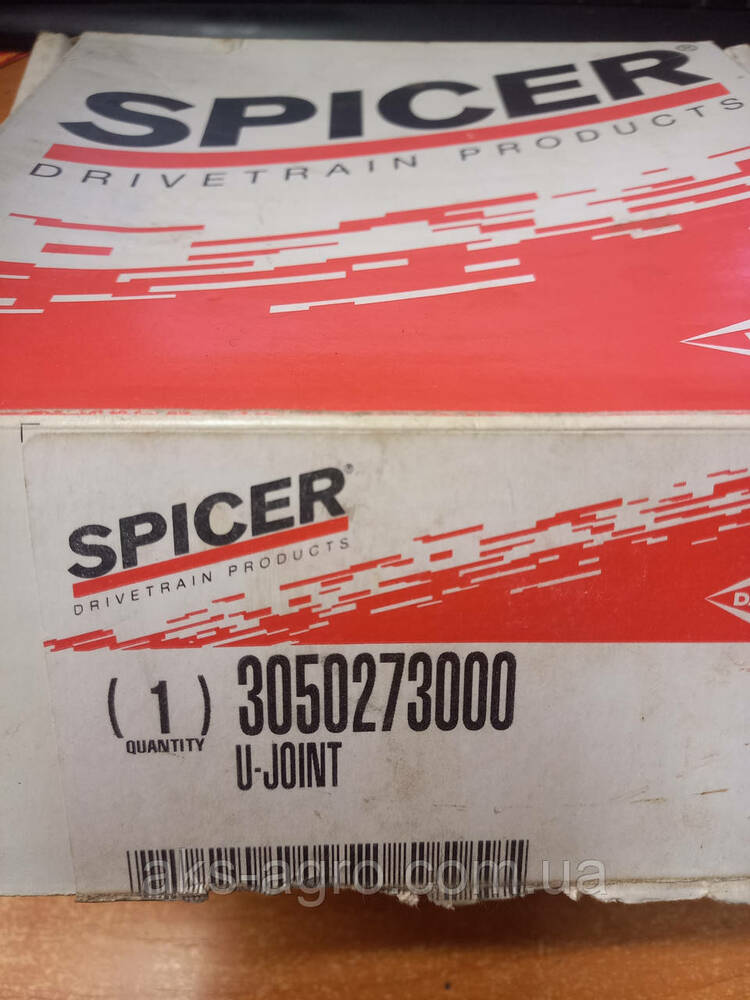 SPICER®
DRIVETRAIN PRODUCTS
SPICER®
DRIVETRAIN PRODUCTS
( 1 ) 3050273000
QUANTITY
U-JOINT
aks-agro.com.ua